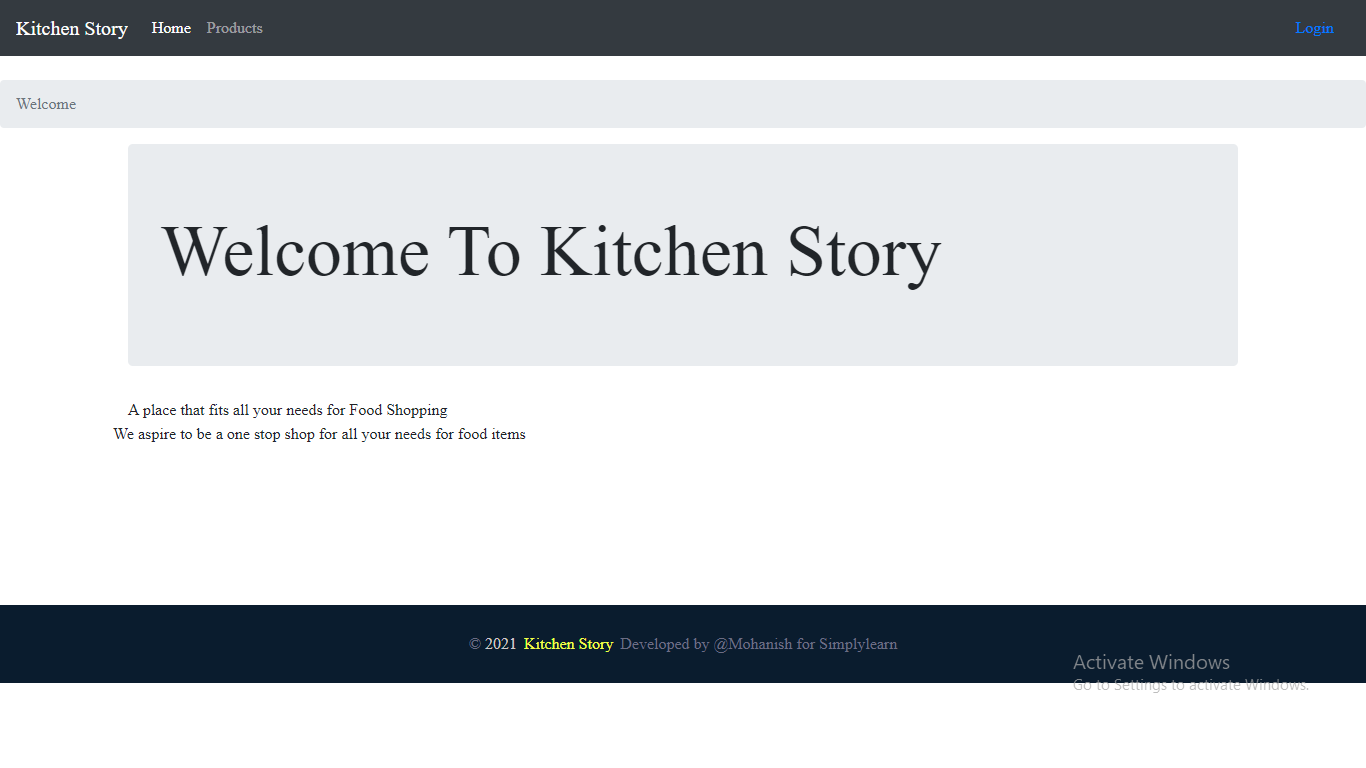 Kitchen Story Home Products Login
Welcome
Welcome To Kitchen Story
A place that fits all your needs for Food Shopping
We aspire to be a one stop shop for all your needs for food items
© 2021 Kitchen Story Developed by @Mohanish for Simplylearn
Activate Windows
Go to Settings to activate Windows.